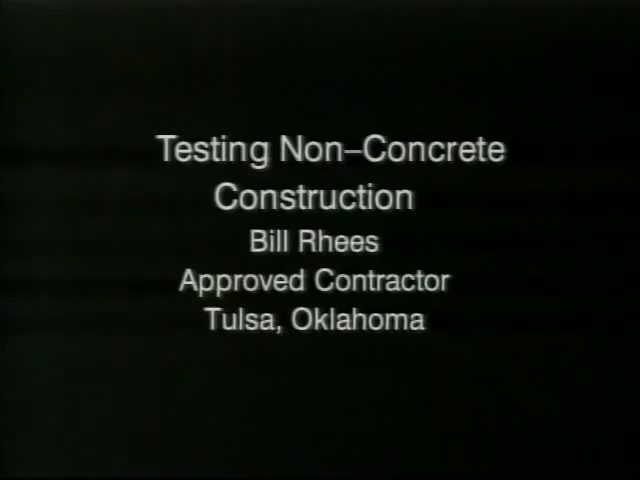 Testing Non–Concrete
Construction
Bill Rhees
Approved Contractor
Tulsa, Oklahoma